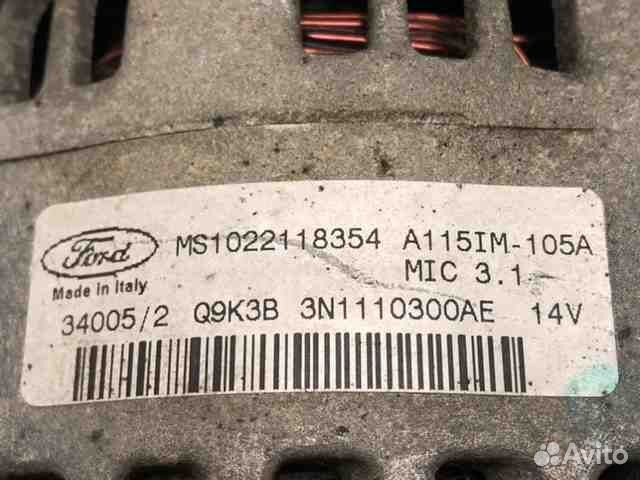 Ford MS1022118354 A115IM-105A
Made in Italy MIC 3.1
34005/2 Q9K3B 3N1110300AE 14V
Avito